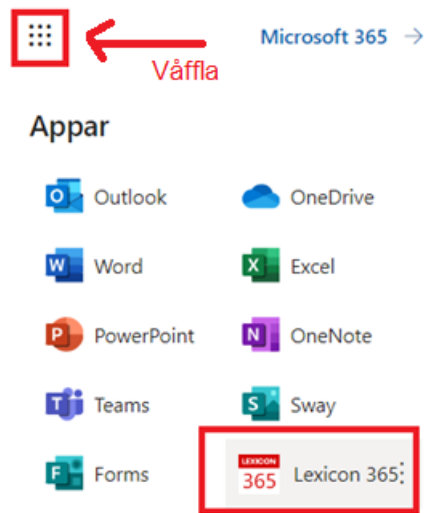 Microsoft 365 →
Våffla
Appar
Outlook
OneDrive
Word
Excel
PowerPoint
OneNote
Teams
Sway
Forms
LEXICON
365
Lexicon 365